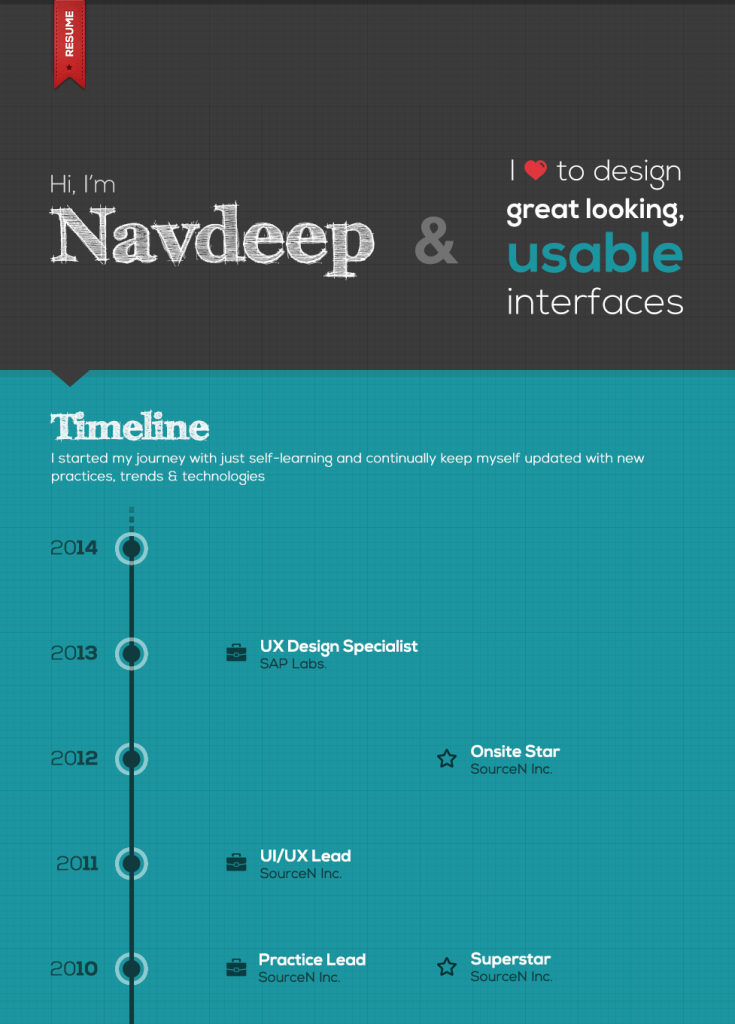 RESUME
Hi, I'm
Navdeep
&
I ❤ to design
great looking,
usable
interfaces
Timeline
I started my journey with just self-learning and continually keep myself updated with new
practices, trends & technologies
2014
2013
UX Design Specialist
SAP Labs.
2012
Onsite Star
SourceN Inc.
2011
UI/UX Lead
SourceN Inc.
2010
Practice Lead
SourceN Inc.
Superstar
SourceN Inc.